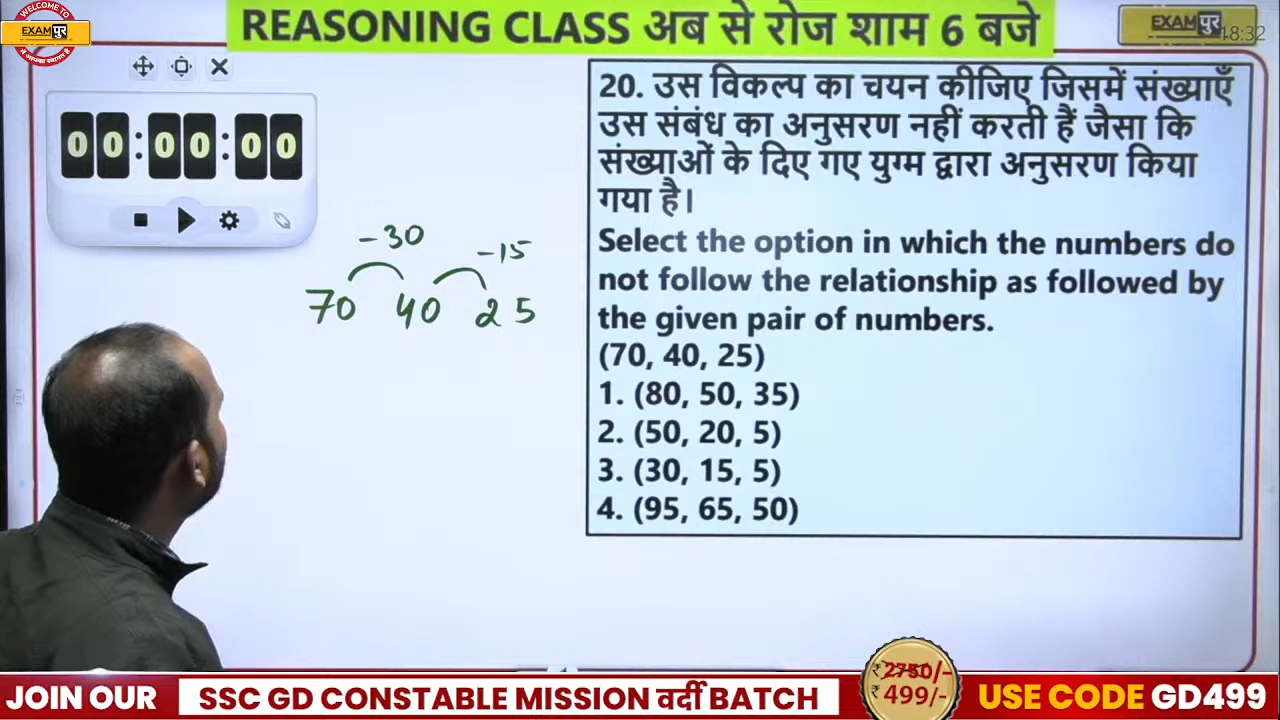 WELCOME TO
EXAMपुर
REASONING CLASS अब से रोज शाम 6 बजे
EXAMपुर
18:32
00:00:00
20. उस विकल्प का चयन कीजिए जिसमें संख्याएँ
उस संबंध का अनुसरण नहीं करती हैं जैसा कि
संख्याओं के दिए गए युग्म द्वारा अनुसरण किया
गया है।
Select the option in which the numbers do
not follow the relationship as followed by
the given pair of numbers.
(70, 40, 25)
1. (80, 50, 35)
2. (50, 20, 5)
3. (30, 15, 5)
4. (95, 65, 50)
-30 -15
70 40 25
JOIN OUR SSC GD CONSTABLE MISSION वर्दी BATCH ₹2750/- USE CODE GD499
₹499/-